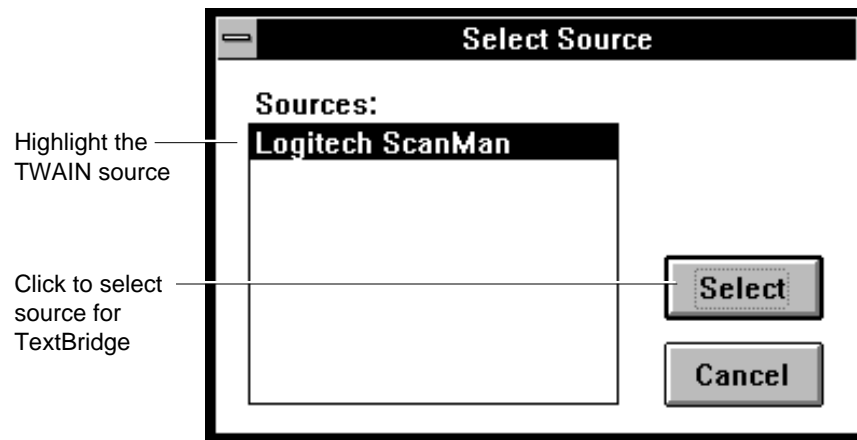 Select Source
Sources:
Highlight the
TWAIN source
Logitech ScanMan
Click to select
source for
TextBridge
Select
Cancel